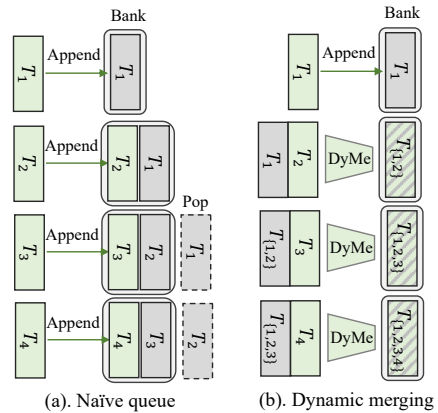 Bank
T1 Append T1
T2 Append T2 T1
Pop
T3 Append T3 T2 T1
T4 Append T4 T3 T2
(a). Naïve queue
Bank
T1 Append T1
T1 T2 DyMe T{1,2}
T{1,2} T3 DyMe T{1,2,3}
T{1,2,3} T4 DyMe T{1,2,3,4}
(b). Dynamic merging